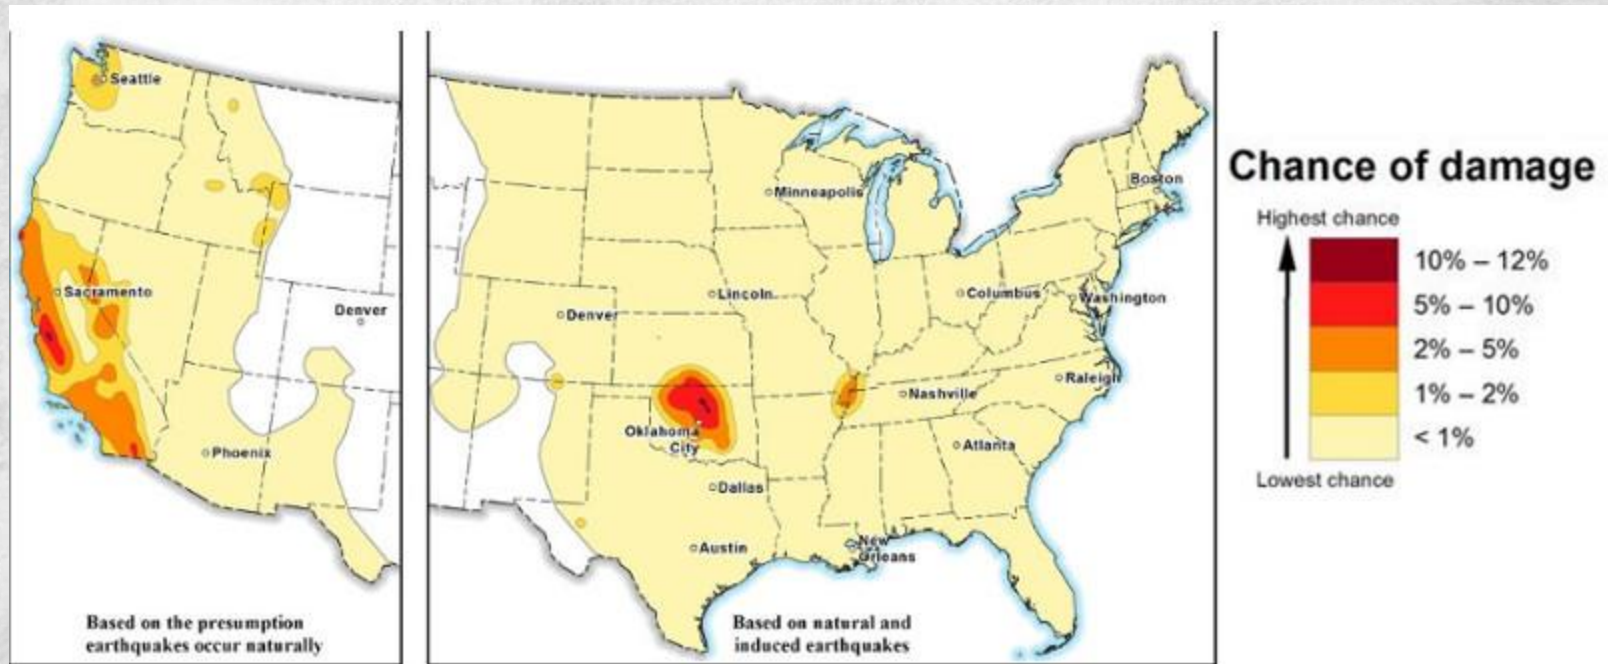 Seattle
Sacramento
Denver
Phoenix
Based on the presumption
earthquakes occur naturally
Minneapolis
Boston
Lincoln
Columbus
Washington
Denver
Raleigh
Nashville
Oklahoma
City
Atlanta
Dallas
Austin
New
Orleans
Based on natural and
induced earthquakes
Chance of damage
Highest chance
10% – 12%
5% – 10%
2% – 5%
1% – 2%
< 1%
Lowest chance